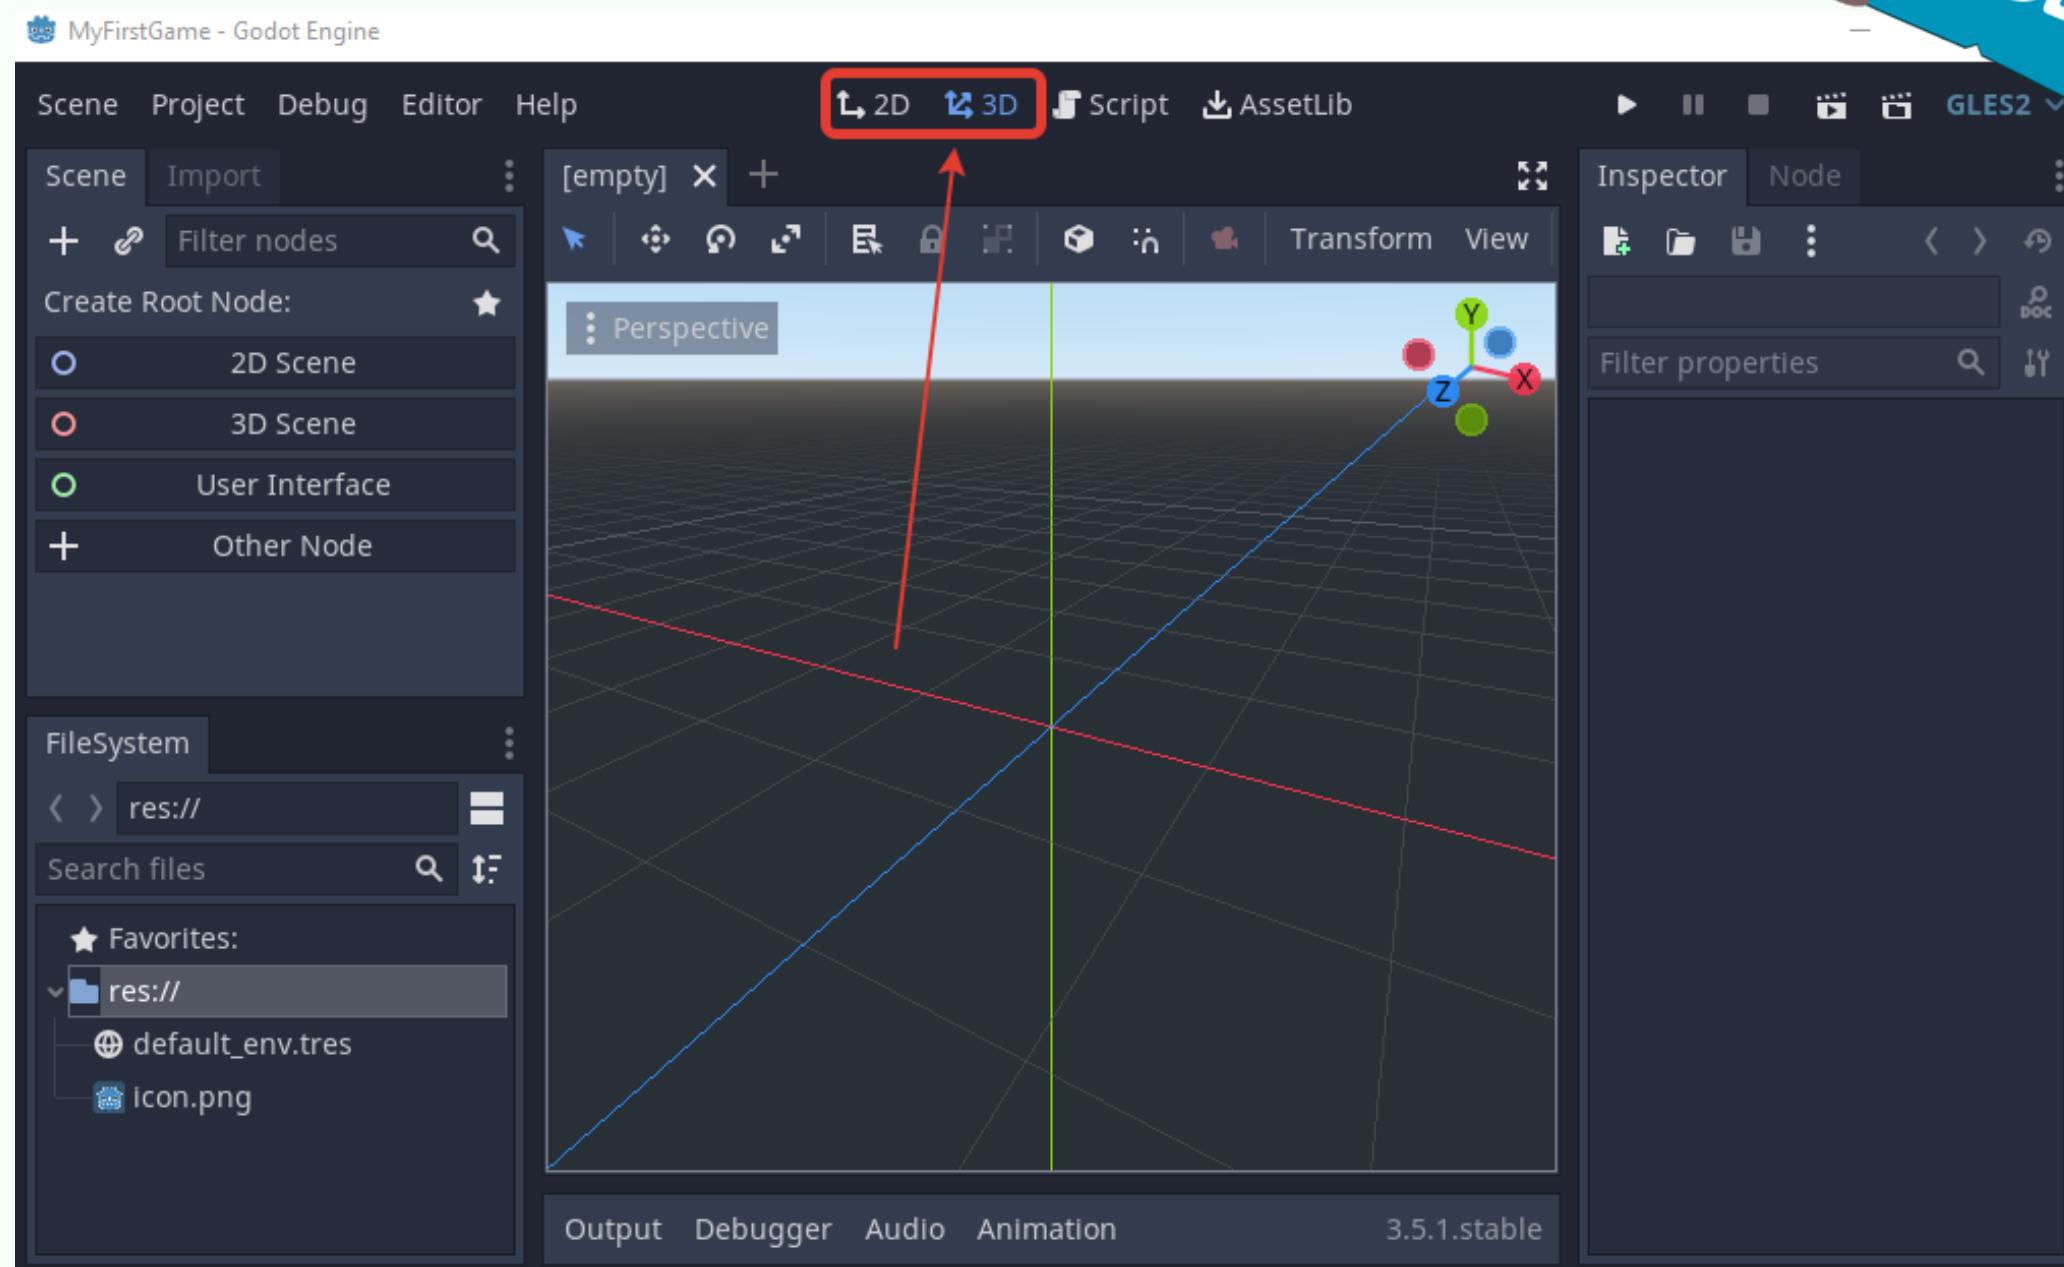 MyFirstGame - Godot Engine
Scene Project Debug Editor Help 2D 3D Script AssetLib GLES2
Scene Import
[empty]
Inspector Node
Filter nodes
Transform View
Create Root Node:
Perspective
DOC
2D Scene
Filter properties
3D Scene
User Interface
Other Node
Y
X
Z
FileSystem
res://
Search files
Favorites:
res://
default_env.tres
icon.png
Output Debugger Audio Animation 3.5.1.stable